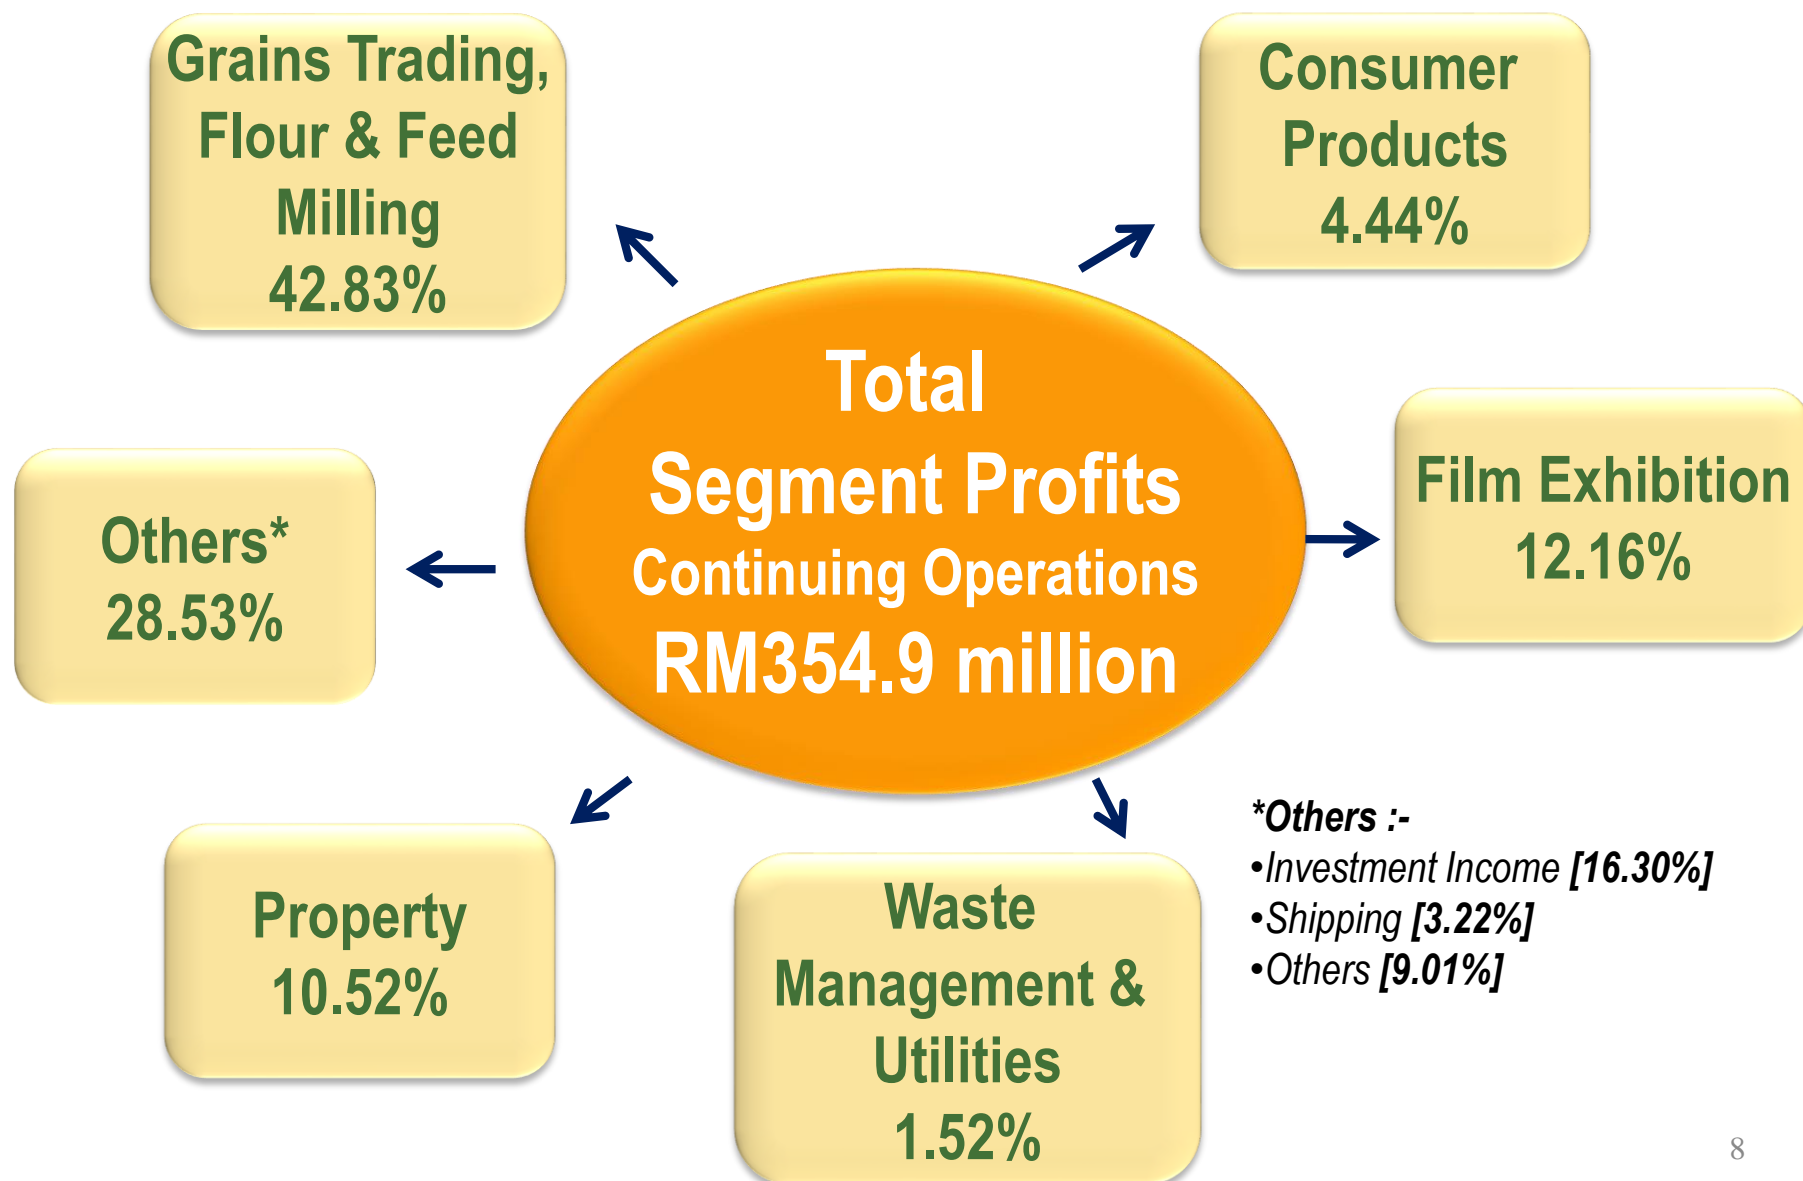 Grains Trading,
Flour & Feed
Milling
42.83%
Consumer
Products
4.44%
Total
Segment Profits
Continuing Operations
RM354.9 million
Film Exhibition
12.16%
Others*
28.53%
Property
10.52%
Waste
Management &
Utilities
1.52%
*Others :-
•Investment Income [16.30%]
•Shipping [3.22%]
•Others [9.01%]
8